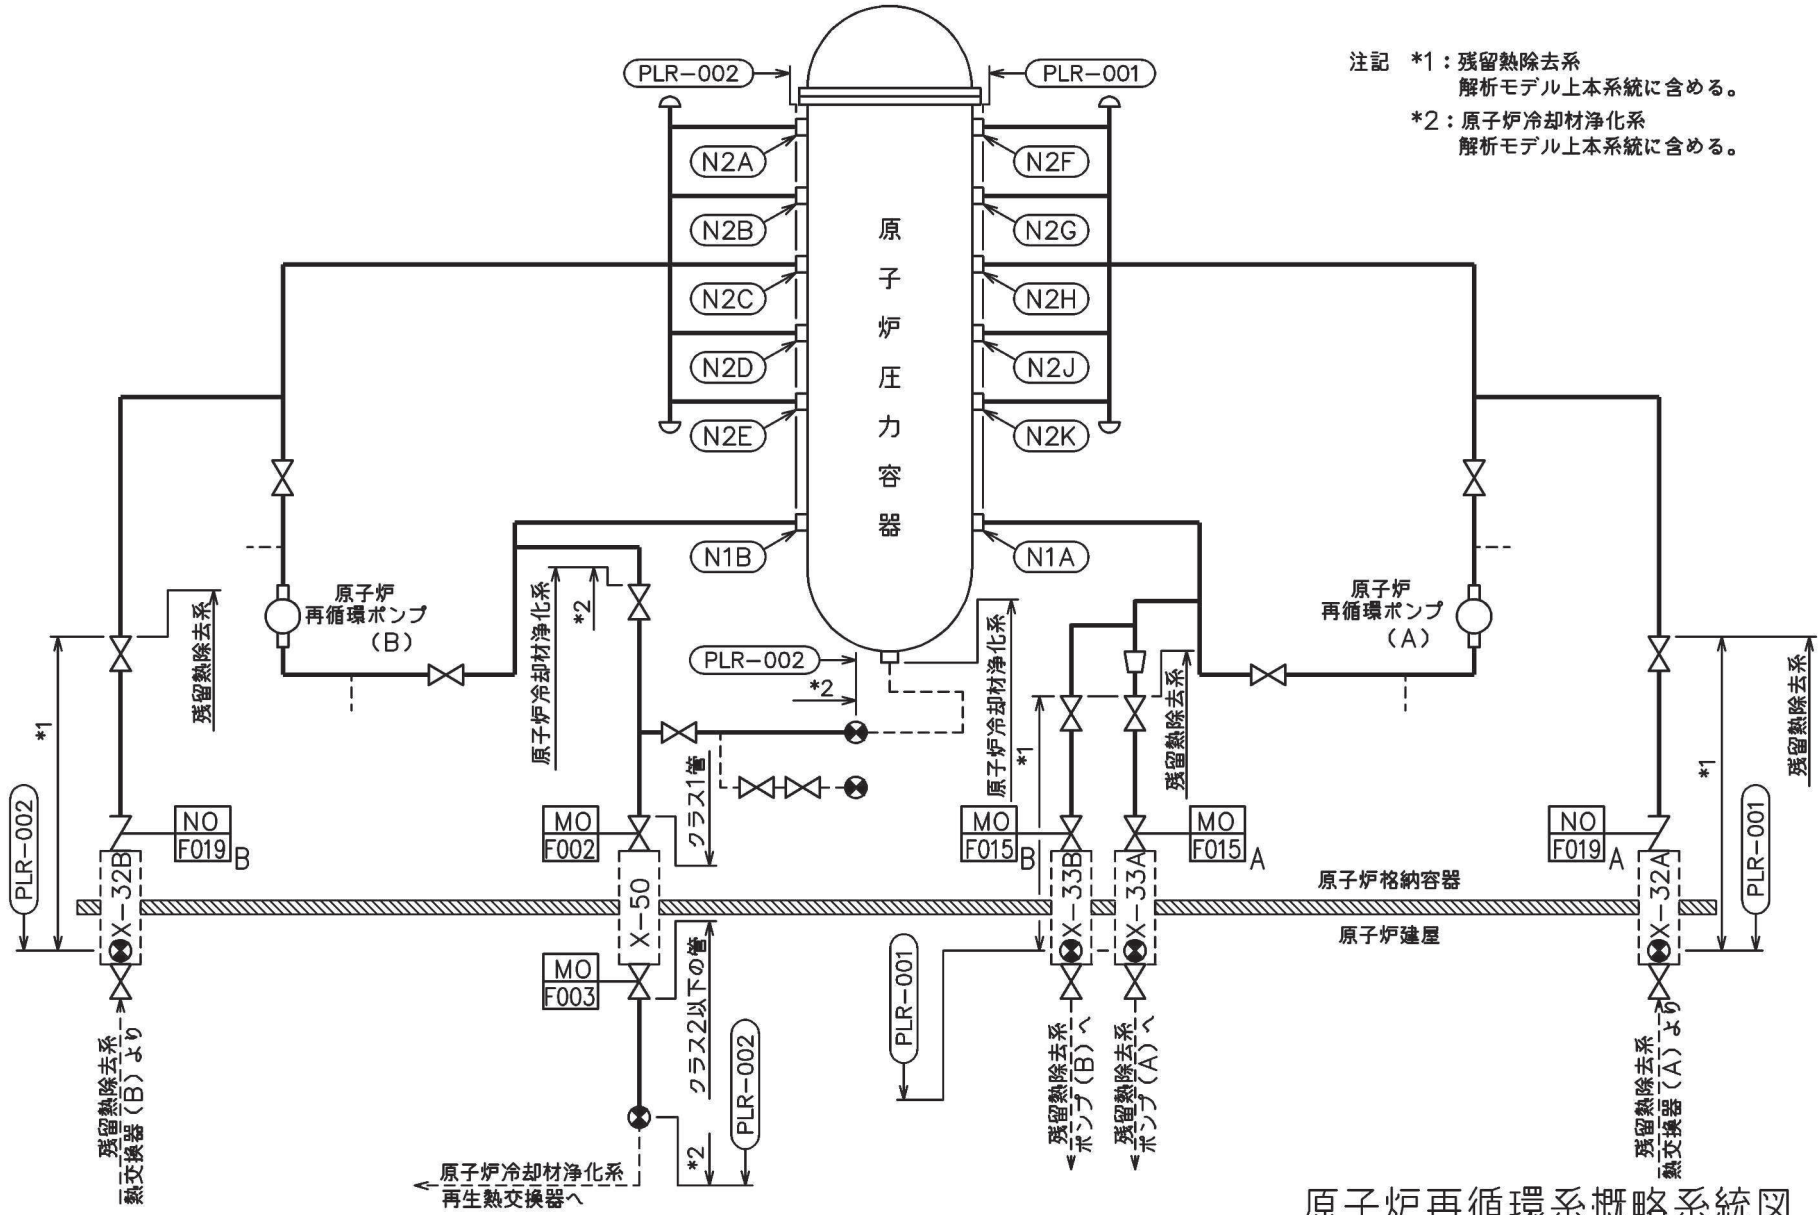 注記 *1：残留熱除去系
解析モデル上本系統に含める。
*2：原子炉冷却材浄化系
解析モデル上本系統に含める。
PLR-002
PLR-001
N2A
N2F
N2B
N2G
N2C
N2H
N2D
N2J
N2E
N2K
N1B
N1A
原子炉圧力容器
原子炉
再循環ポンプ
(B)
原子炉
再循環ポンプ
(A)
残留熱除去系
*1
PLR-002
原子炉冷却材浄化系
*2
PLR-002
*2
原子炉冷却材浄化系
*1
残留熱除去系
*1
残留熱除去系
PLR-001
クラス1管
NO
F019 B
MO
F002
MO
F015 B
MO
F015 A
NO
F019 A
X-32B
X-50
X-33B
X-33A
X-32A
原子炉格納容器
原子炉建屋
MO
F003
クラス2以下の管
*2
PLR-002
PLR-001
残留熱除去系
熱交換器(B)より
残留熱除去系
ポンプ(B)へ
残留熱除去系
ポンプ(A)へ
残留熱除去系
熱交換器(A)より
原子炉冷却材浄化系
再生熱交換器へ
原子炉再循環系概略系統図